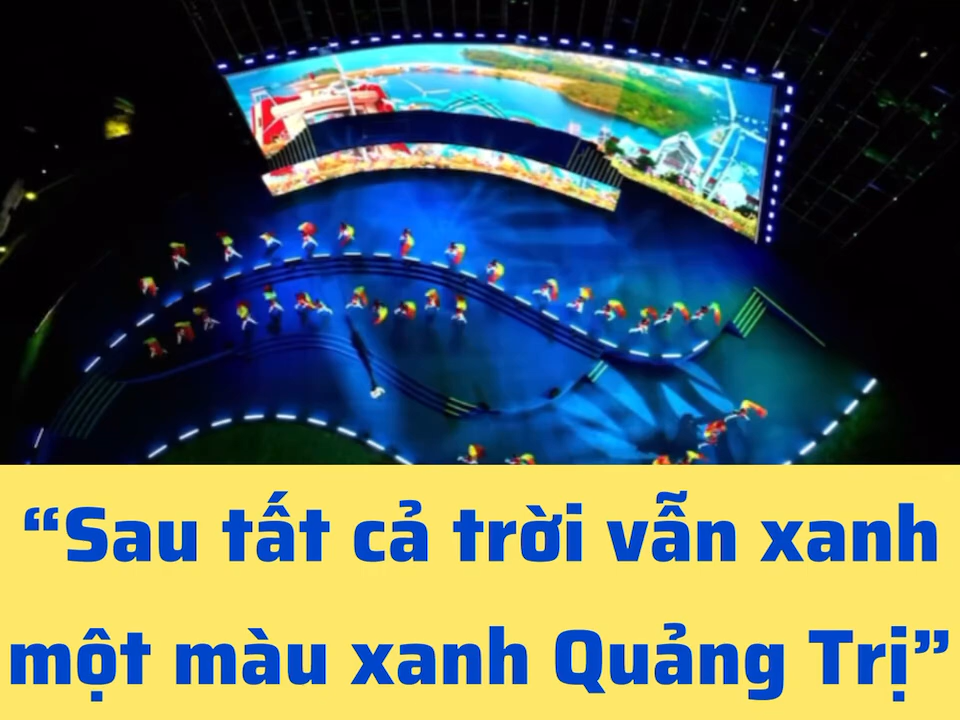 “Sau tất cả trời vẫn xanh
một màu xanh Quảng Trị”